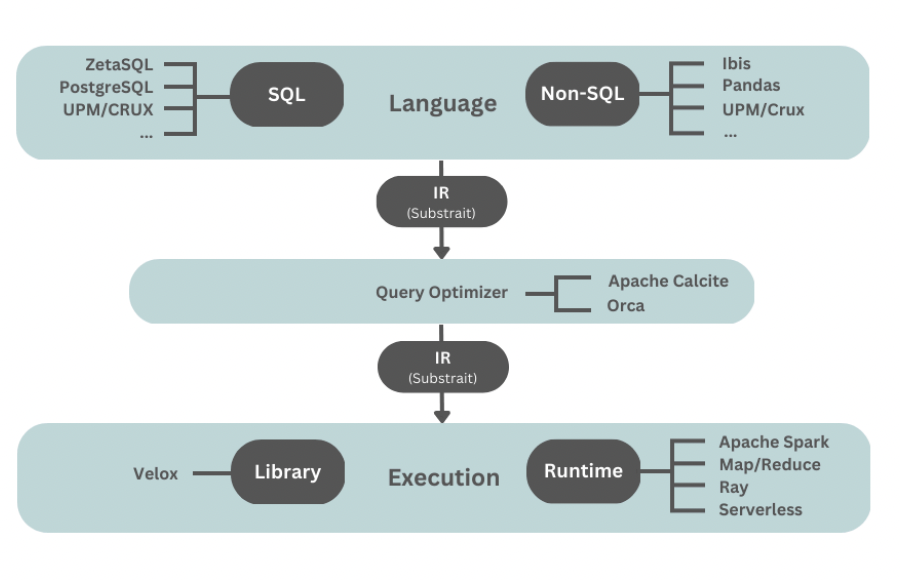 ZetaSQL
PostgreSQL
UPM/CRUX
...
SQL
Language
Non-SQL
Ibis
Pandas
UPM/Crux
...
IR
(Substrait)
Query Optimizer
Apache Calcite
Orca
IR
(Substrait)
Velox
Library
Execution
Runtime
Apache Spark
Map/Reduce
Ray
Serverless